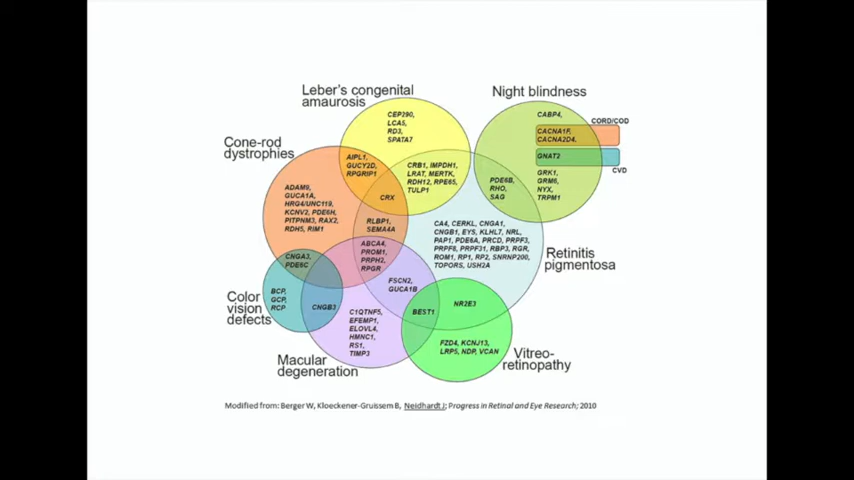 Leber's congenital
amaurosis
Night blindness
Cone-rod
dystrophies
CEP290,
LCA5,
RD3,
SPATA7
CABP4,
CORD/COD
CACNA1F,
CACNA2D4,
GNAT2
CVD
GRK1,
GRM6,
NYX,
TRPM1
AIPL1,
GUCY2D,
RPGRIP1
CRB1, IMPDH1,
LRAT, MERTK,
RDH12, RPE65,
TULP1
PDE6B,
RHO,
SAG
ADAM9,
GUCA1A,
HRG4/UNC119,
KCNV2, PDE6H,
PITPNM3, RAX2,
RDH5, RIM1
CRX
RLBP1,
SEMA4A
CA4, CERKL, CNGA1,
CNGB1, EYS, KLHL7, NRL,
PAP1, PDE6A, PRCD, PRPF3,
PRPF8, PRPF31, RBP3, RGR,
ROM1, RP1, RP2, SNRNP200,
TOPORS, USH2A
ABCA4,
PROM1,
PRPH2,
RPGR
Retinitis
pigmentosa
CNGA3,
PDE6C
FSCN2,
GUCA1B
BCP,
GCP,
RCP
CNGB3
Color
vision
defects
NR2E3
BEST1
C1QTNF5,
EFEMP1,
ELOVL4,
HMNC1,
RS1,
TIMP3
FZD4, KCNJ13,
LRP5, NDP, VCAN
Macular
degeneration
Vitreo-
retinopathy
Modified from: Berger W, Kloeckener-Gruissem B, Neidhardt J; Progress in Retinal and Eye Research; 2010